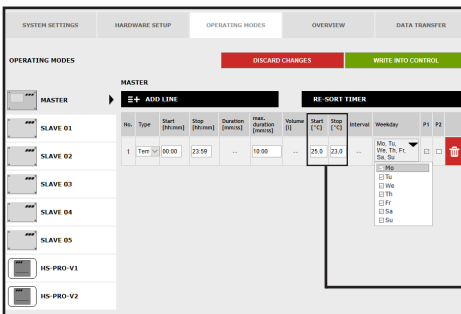 SYSTEM SETTINGS HARDWARE SETUP OPERATING MODES OVERVIEW DATA TRANSFER
OPERATING MODES DISCARD CHANGES WRITE INTO CONTROL
MASTER
MASTER
ADD LINE RE-SORT TIMER
No. Type Start [hh:mm] Stop [hh:mm] Duration [mm:ss] max. duration [mm:ss] Volume [l] Start [°C] Stop [°C] Interval Weekday P1 P2
1 Tem 00:00 23:59 ... 10:00 ... 25,0 23,0 ... Mo, Tu,
We, Th, Fr,
Sa, Su
Mo
Tu
We
Th
Fr
Sa
Su
SLAVE 01
SLAVE 02
SLAVE 03
SLAVE 04
SLAVE 05
HS-PRO-V1
HS-PRO-V2